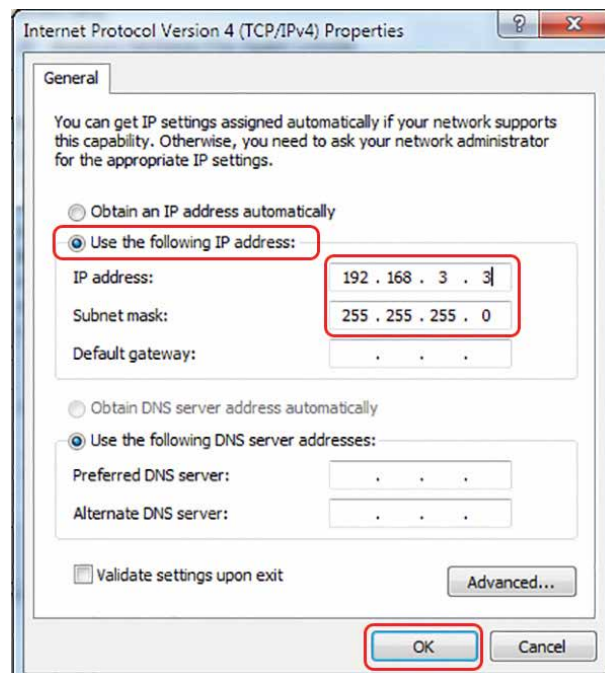 Internet Protocol Version 4 (TCP/IPv4) Properties
?
X
General
You can get IP settings assigned automatically if your network supports
this capability. Otherwise, you need to ask your network administrator
for the appropriate IP settings.
Obtain an IP address automatically
Use the following IP address:
IP address: 192 . 168 . 3 . 3
Subnet mask: 255 . 255 . 255 . 0
Default gateway: . . .
Obtain DNS server address automatically
Use the following DNS server addresses:
Preferred DNS server: . . .
Alternate DNS server: . . .
Validate settings upon exit
Advanced...
OK Cancel